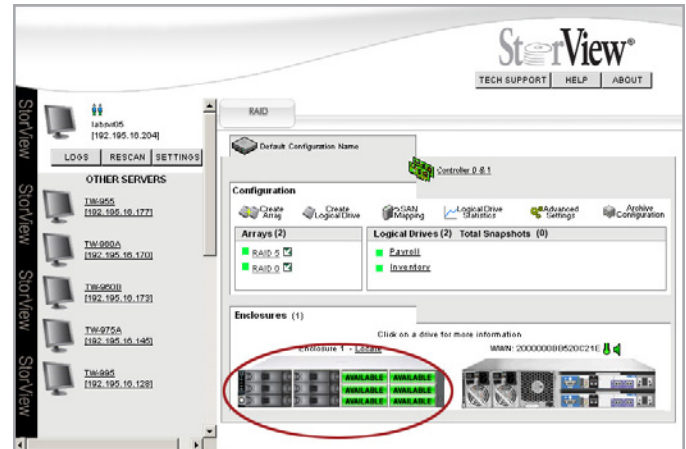 StorView®
TECH SUPPORT HELP ABOUT
StorView
StorView
StorView
StorView
labsvr05
[192.195.16.204]
LOGS RESCAN SETTINGS
OTHER SERVERS
TW-955
[192.195.16.177]
TW-980A
[192.195.16.170]
TW-950B
[192.195.16.173]
TW-975A
[192.195.16.145]
TW-995
[192.195.16.128]
RAID
Default Configuration Name
Controller 0 & 1
Configuration
Create Array
Create Logical Drive
SAN Mapping
Logical Drive Statistics
Advanced Settings
Archive Configuration
Arrays (2)
RAID 5
RAID 0
Logical Drives (2) Total Snapshots (0)
Payroll
Inventory
Enclosures (1)
Click on a drive for more information
Enclosure 1 - Locate
WWN:
AVAILABLE AVAILABLE
AVAILABLE AVAILABLE
AVAILABLE AVAILABLE